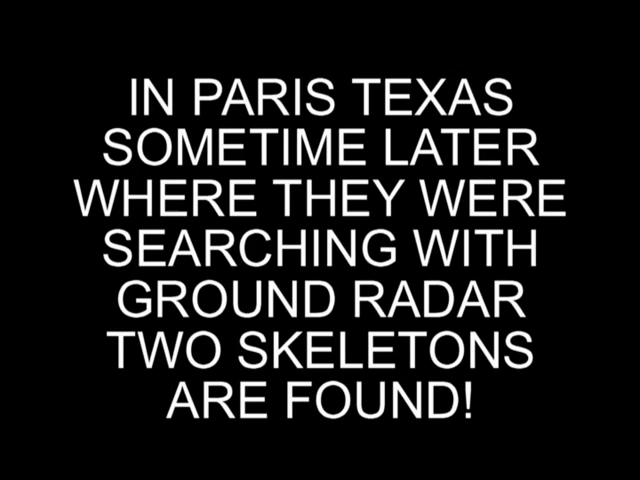 IN PARIS TEXAS
SOMETIME LATER
WHERE THEY WERE
SEARCHING WITH
GROUND RADAR
TWO SKELETONS
ARE FOUND!